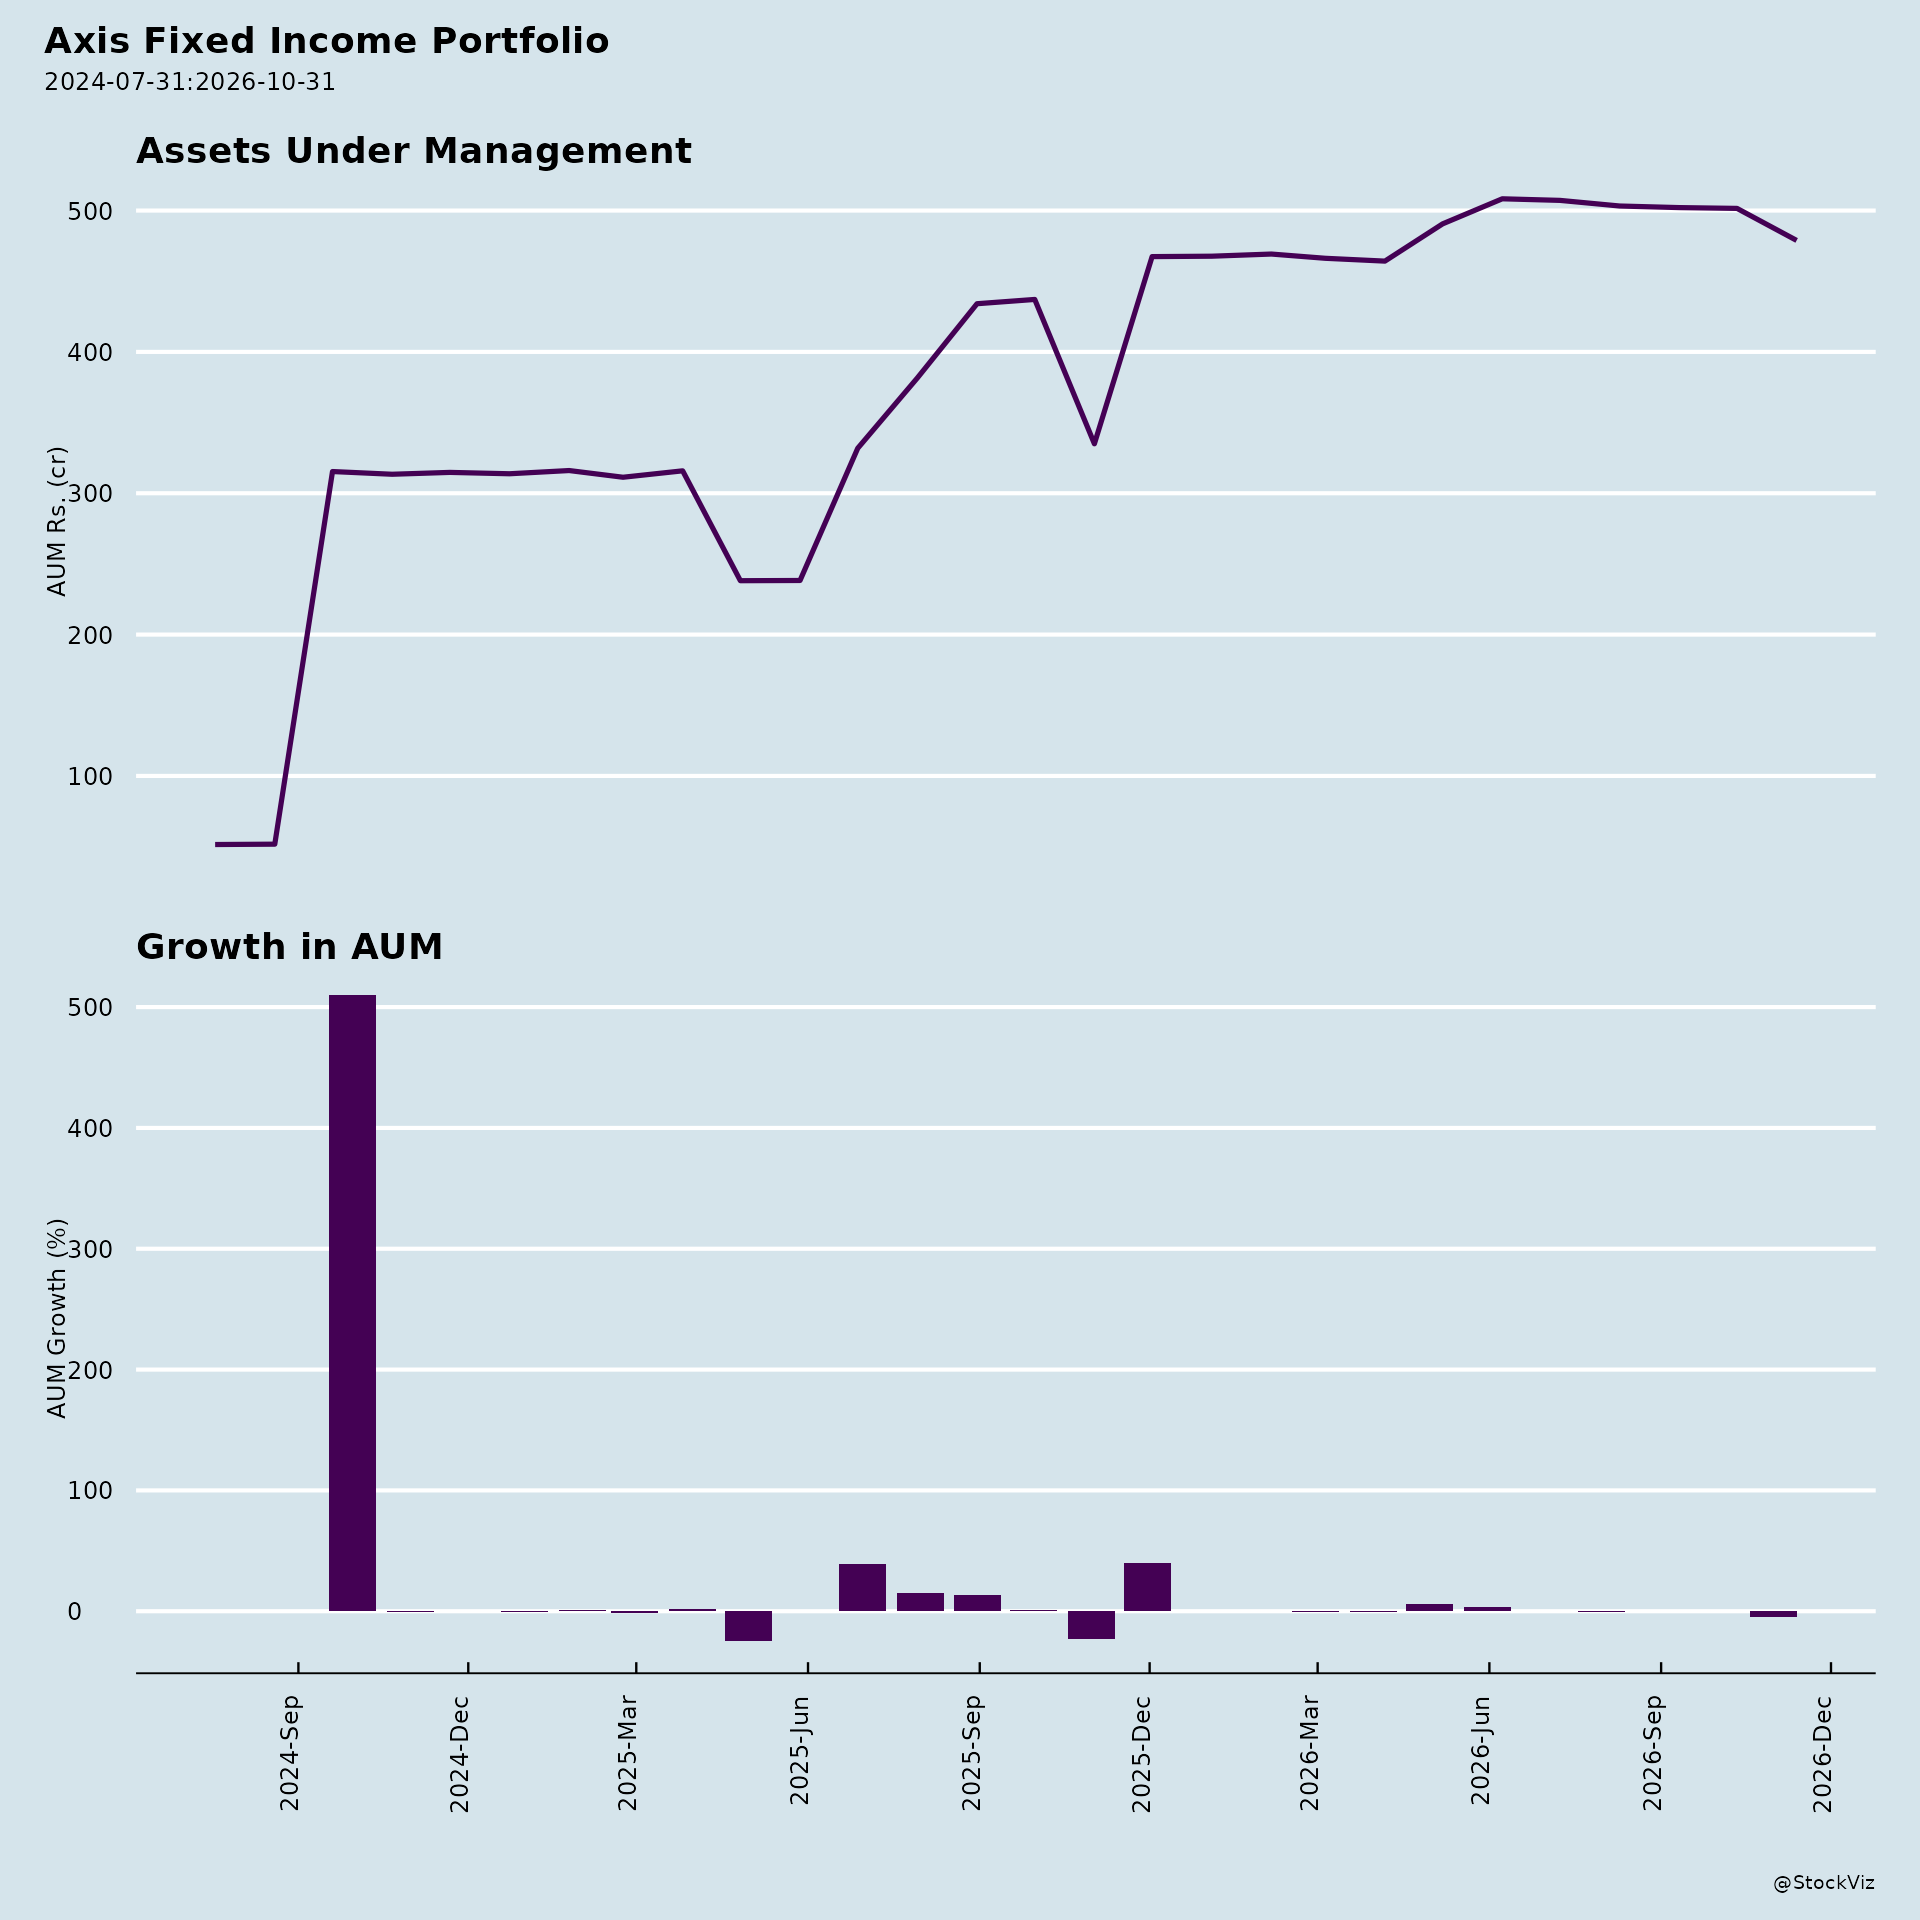 Axis Fixed Income Portfolio
2024-07-31:2026-10-31
Assets Under Management
AUM Rs. (cr)
500
400
300
200
100
Growth in AUM
AUM Growth (%)
500
400
300
200
100
0
2024-Sep
2024-Dec
2025-Mar
2025-Jun
2025-Sep
2025-Dec
2026-Mar
2026-Jun
2026-Sep
2026-Dec
@StockViz